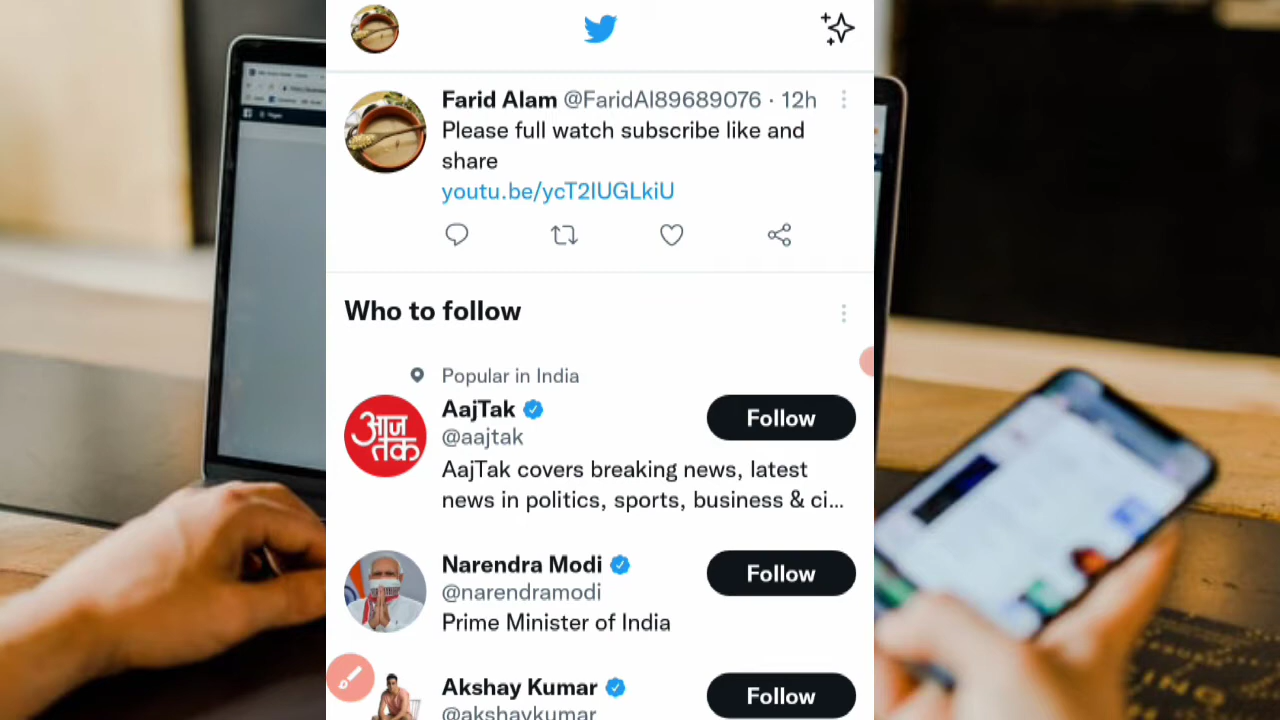 Farid Alam @FaridAl89689076 · 12h
Please full watch subscribe like and
share
youtu.be/ycT2IUGLkiU
Who to follow
Popular in India
आज
तक
AajTak
@aajtak
Follow
AajTak covers breaking news, latest
news in politics, sports, business & ci...
Narendra Modi
@narendramodi
Follow
Prime Minister of India
Akshay Kumar
@akshaykumar
Follow